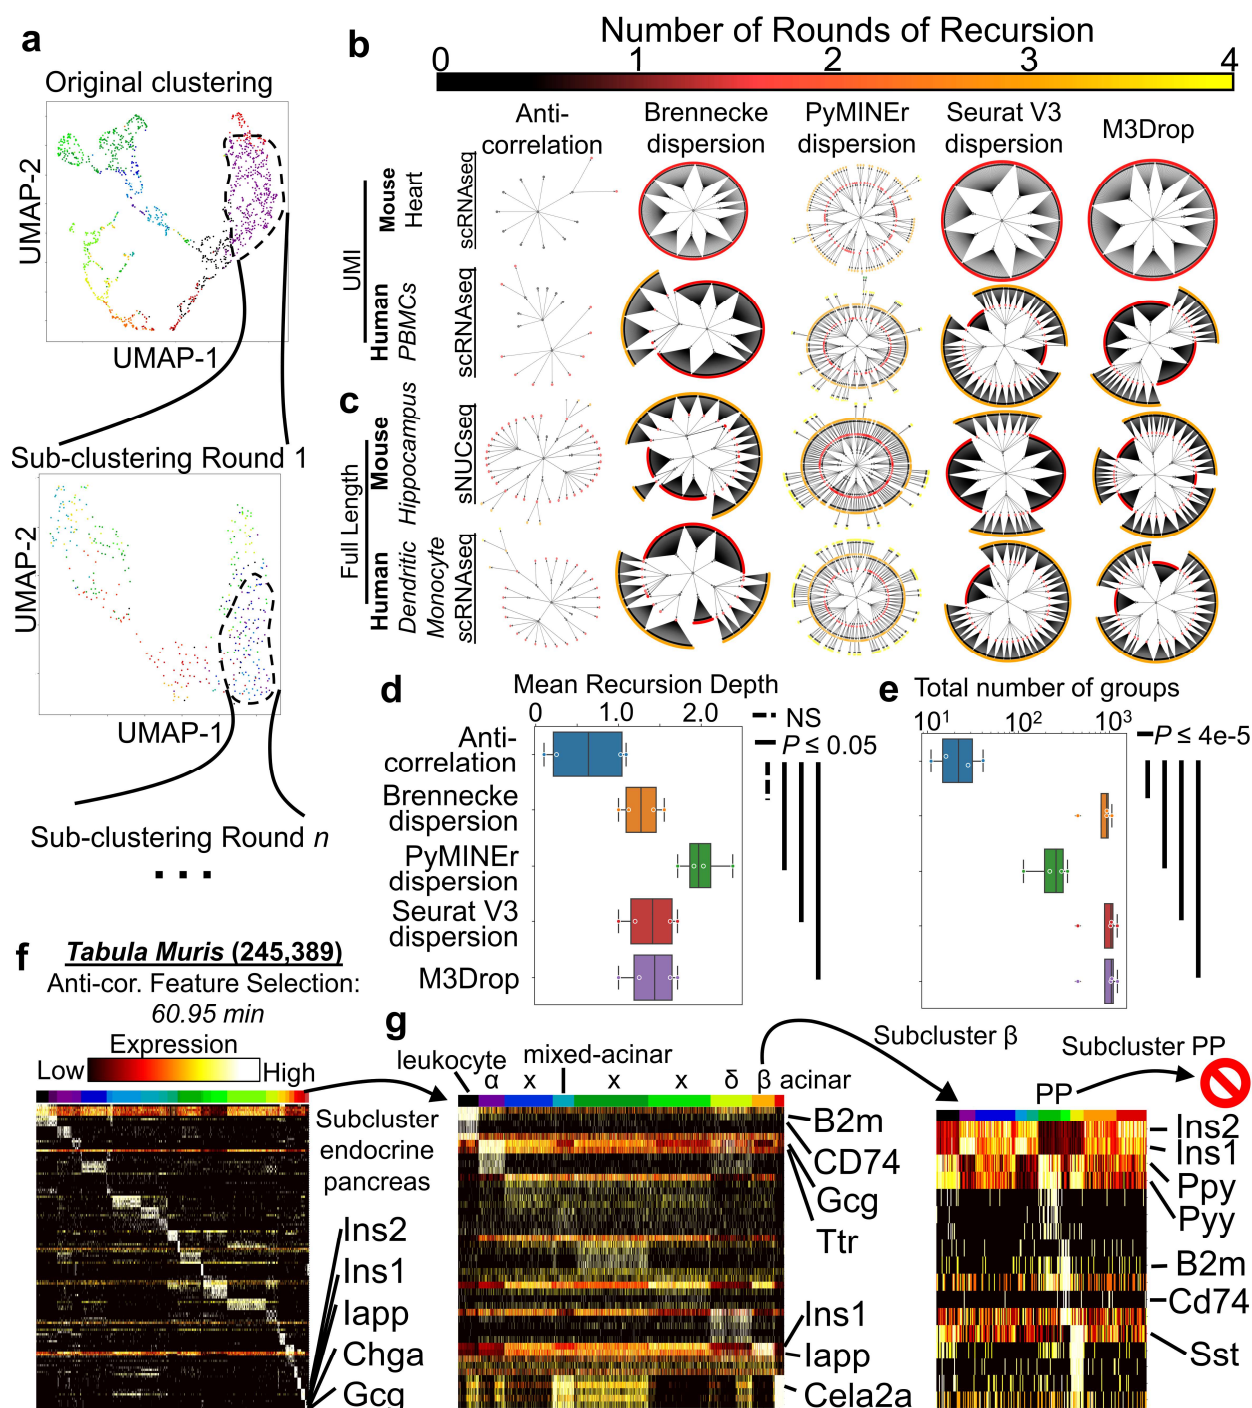 a
Original clustering
UMAP-2
UMAP-1
Sub-clustering Round 1
UMAP-2
UMAP-1
Sub-clustering Round n
...
b
Number of Rounds of Recursion
0 1 2 3 4
Anti-
correlation
Brennecke
dispersion
PyMINEr
dispersion
Seurat V3
dispersion
M3Drop
UMI
Mouse
Heart
scRNAseq
Human
PBMCs
scRNAseq
c
Full Length
Mouse
Hippocampus
sNUCseq
Human
Dendritic
Monocyte
scRNAseq
d
Mean Recursion Depth
0 1.0 2.0
NS
P ≤ 0.05
Anti-
correlation
Brennecke
dispersion
PyMINEr
dispersion
Seurat V3
dispersion
M3Drop
e
Total number of groups
10¹ 10² 10³
P ≤ 4e-5
f
Tabula Muris (245,389)
Anti-cor. Feature Selection:
60.95 min
Expression
Low High
Subcluster
endocrine
pancreas
Ins2
Ins1
Iapp
Chga
Gcg
g
leukocyte
mixed-acinar
α x x x δ β acinar
B2m
CD74
Gcg
Ttr
Ins1
Iapp
Cela2a
Subcluster β
Subcluster PP
PP
Ins2
Ins1
Ppy
Pyy
B2m
Cd74
Sst